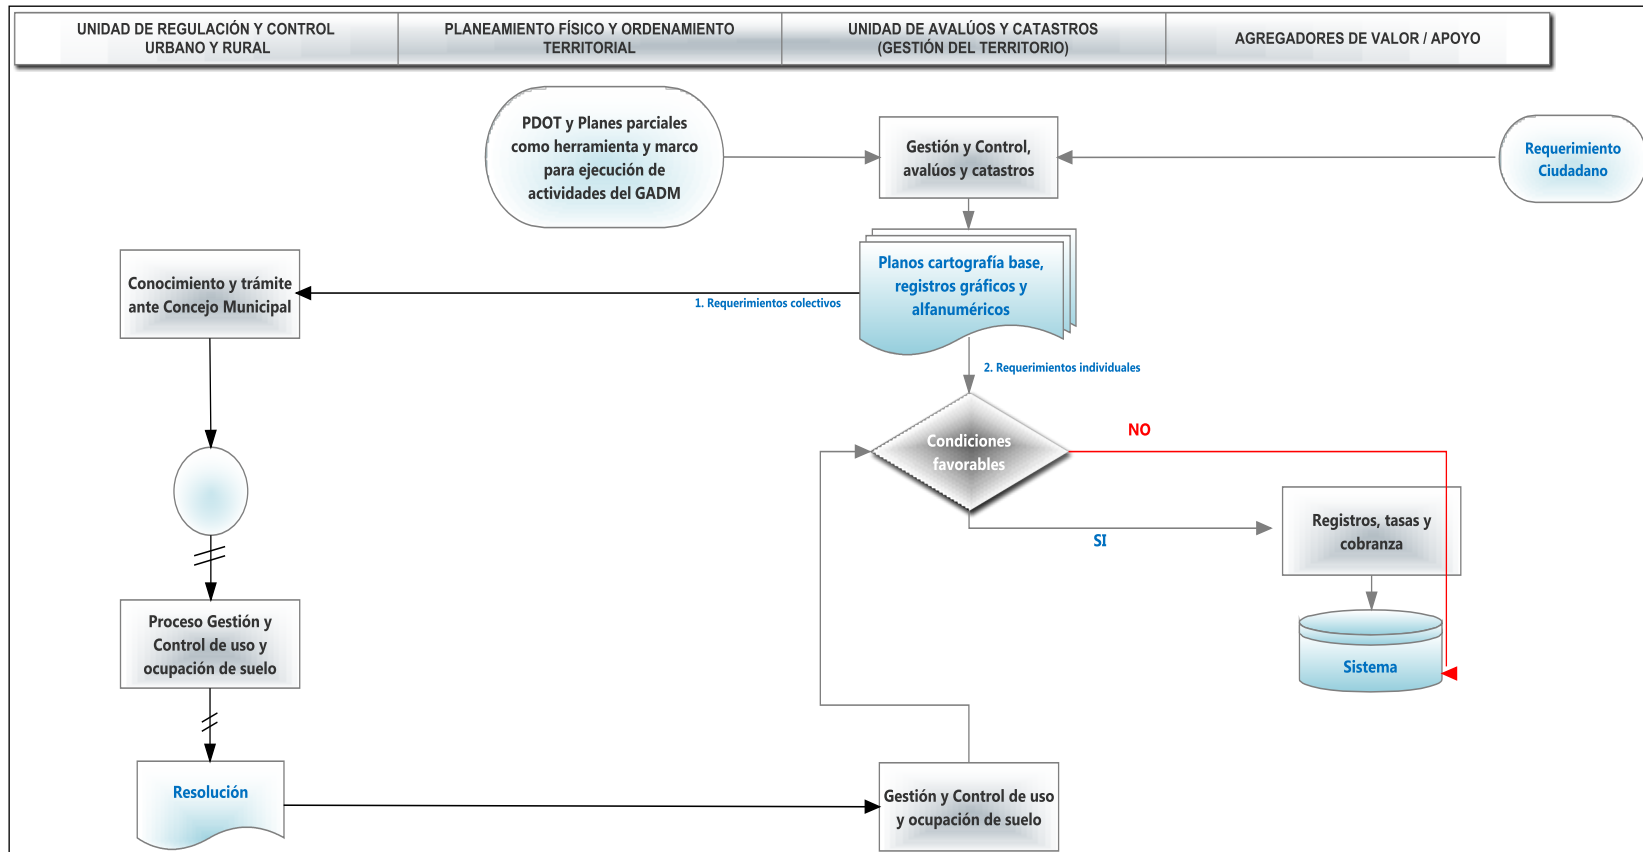 UNIDAD DE REGULACIÓN Y CONTROL
URBANO Y RURAL
PLANEAMIENTO FÍSICO Y ORDENAMIENTO
TERRITORIAL
UNIDAD DE AVALÚOS Y CATASTROS
(GESTIÓN DEL TERRITORIO)
AGREGADORES DE VALOR / APOYO
PDOT y Planes parciales
como herramienta y marco
para ejecución de
actividades del GADM
Gestión y Control,
avalúos y catastros
Requerimiento
Ciudadano
Planos cartografía base,
registros gráficos y
alfanuméricos
Conocimiento y trámite
ante Concejo Municipal
1. Requerimientos colectivos
2. Requerimientos individuales
Condiciones
favorables
NO
SI
Registros, tasas y
cobranza
Sistema
Proceso Gestión y
Control de uso y
ocupación de suelo
Resolución
Gestión y Control de uso
y ocupación de suelo